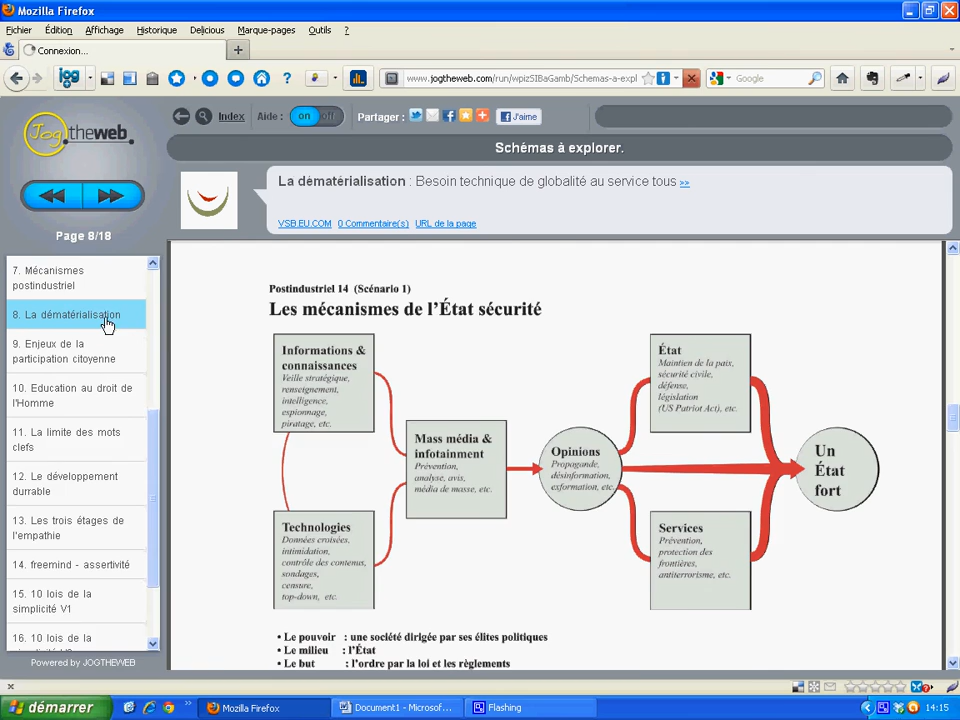 Mozilla Firefox
Fichier Édition Affichage Historique Delicious Marque-pages Outils ?
Connexion...
www.jogtheweb.com/run/wpizSIBaGamb/Schemas-a-expl
Google
Jogtheweb.
Index Aide : on off Partager : J'aime
Schémas à explorer.
La dématérialisation : Besoin technique de globalité au service tous >>
VSB.EU.COM 0 Commentaire(s) URL de la page
Page 8/18
7. Mécanismes
postindustriel
8. La dématérialisation
9. Enjeux de la
participation citoyenne
10. Education au droit de
l'Homme
11. La limite des mots
clefs
12. Le développement
durable
13. Les trois étages de
l'empathie
14. freemind - assertivité
15. 10 lois de la
simplicité V1
16. 10 lois de la
Powered by JOGTHEWEB
Postindustriel 14 (Scénario 1)
Les mécanismes de l'État sécurité
Informations &
connaissances
Veille stratégique,
renseignement,
intelligence,
espionnage,
piratage, etc.
Technologies
Données croisées,
intimidation,
contrôle des contenus,
sondages,
censure,
top-down, etc.
Mass média &
infotainment
Prévention,
analyse, avis,
média de masse, etc.
Opinions
Propagande,
désinformation,
exformation, etc.
État
Maintien de la paix,
sécurité civile,
défense,
législation
(US Patriot Act), etc.
Services
Prévention,
protection des
frontières,
antiterrorisme, etc.
Un
État
fort
• Le pouvoir : une société dirigée par ses élites politiques
• Le milieu : l'État
• Le but : l'ordre par la loi et les règlements
démarrer
Mozilla Firefox
Document1 - Microsof...
Flashing
14:15